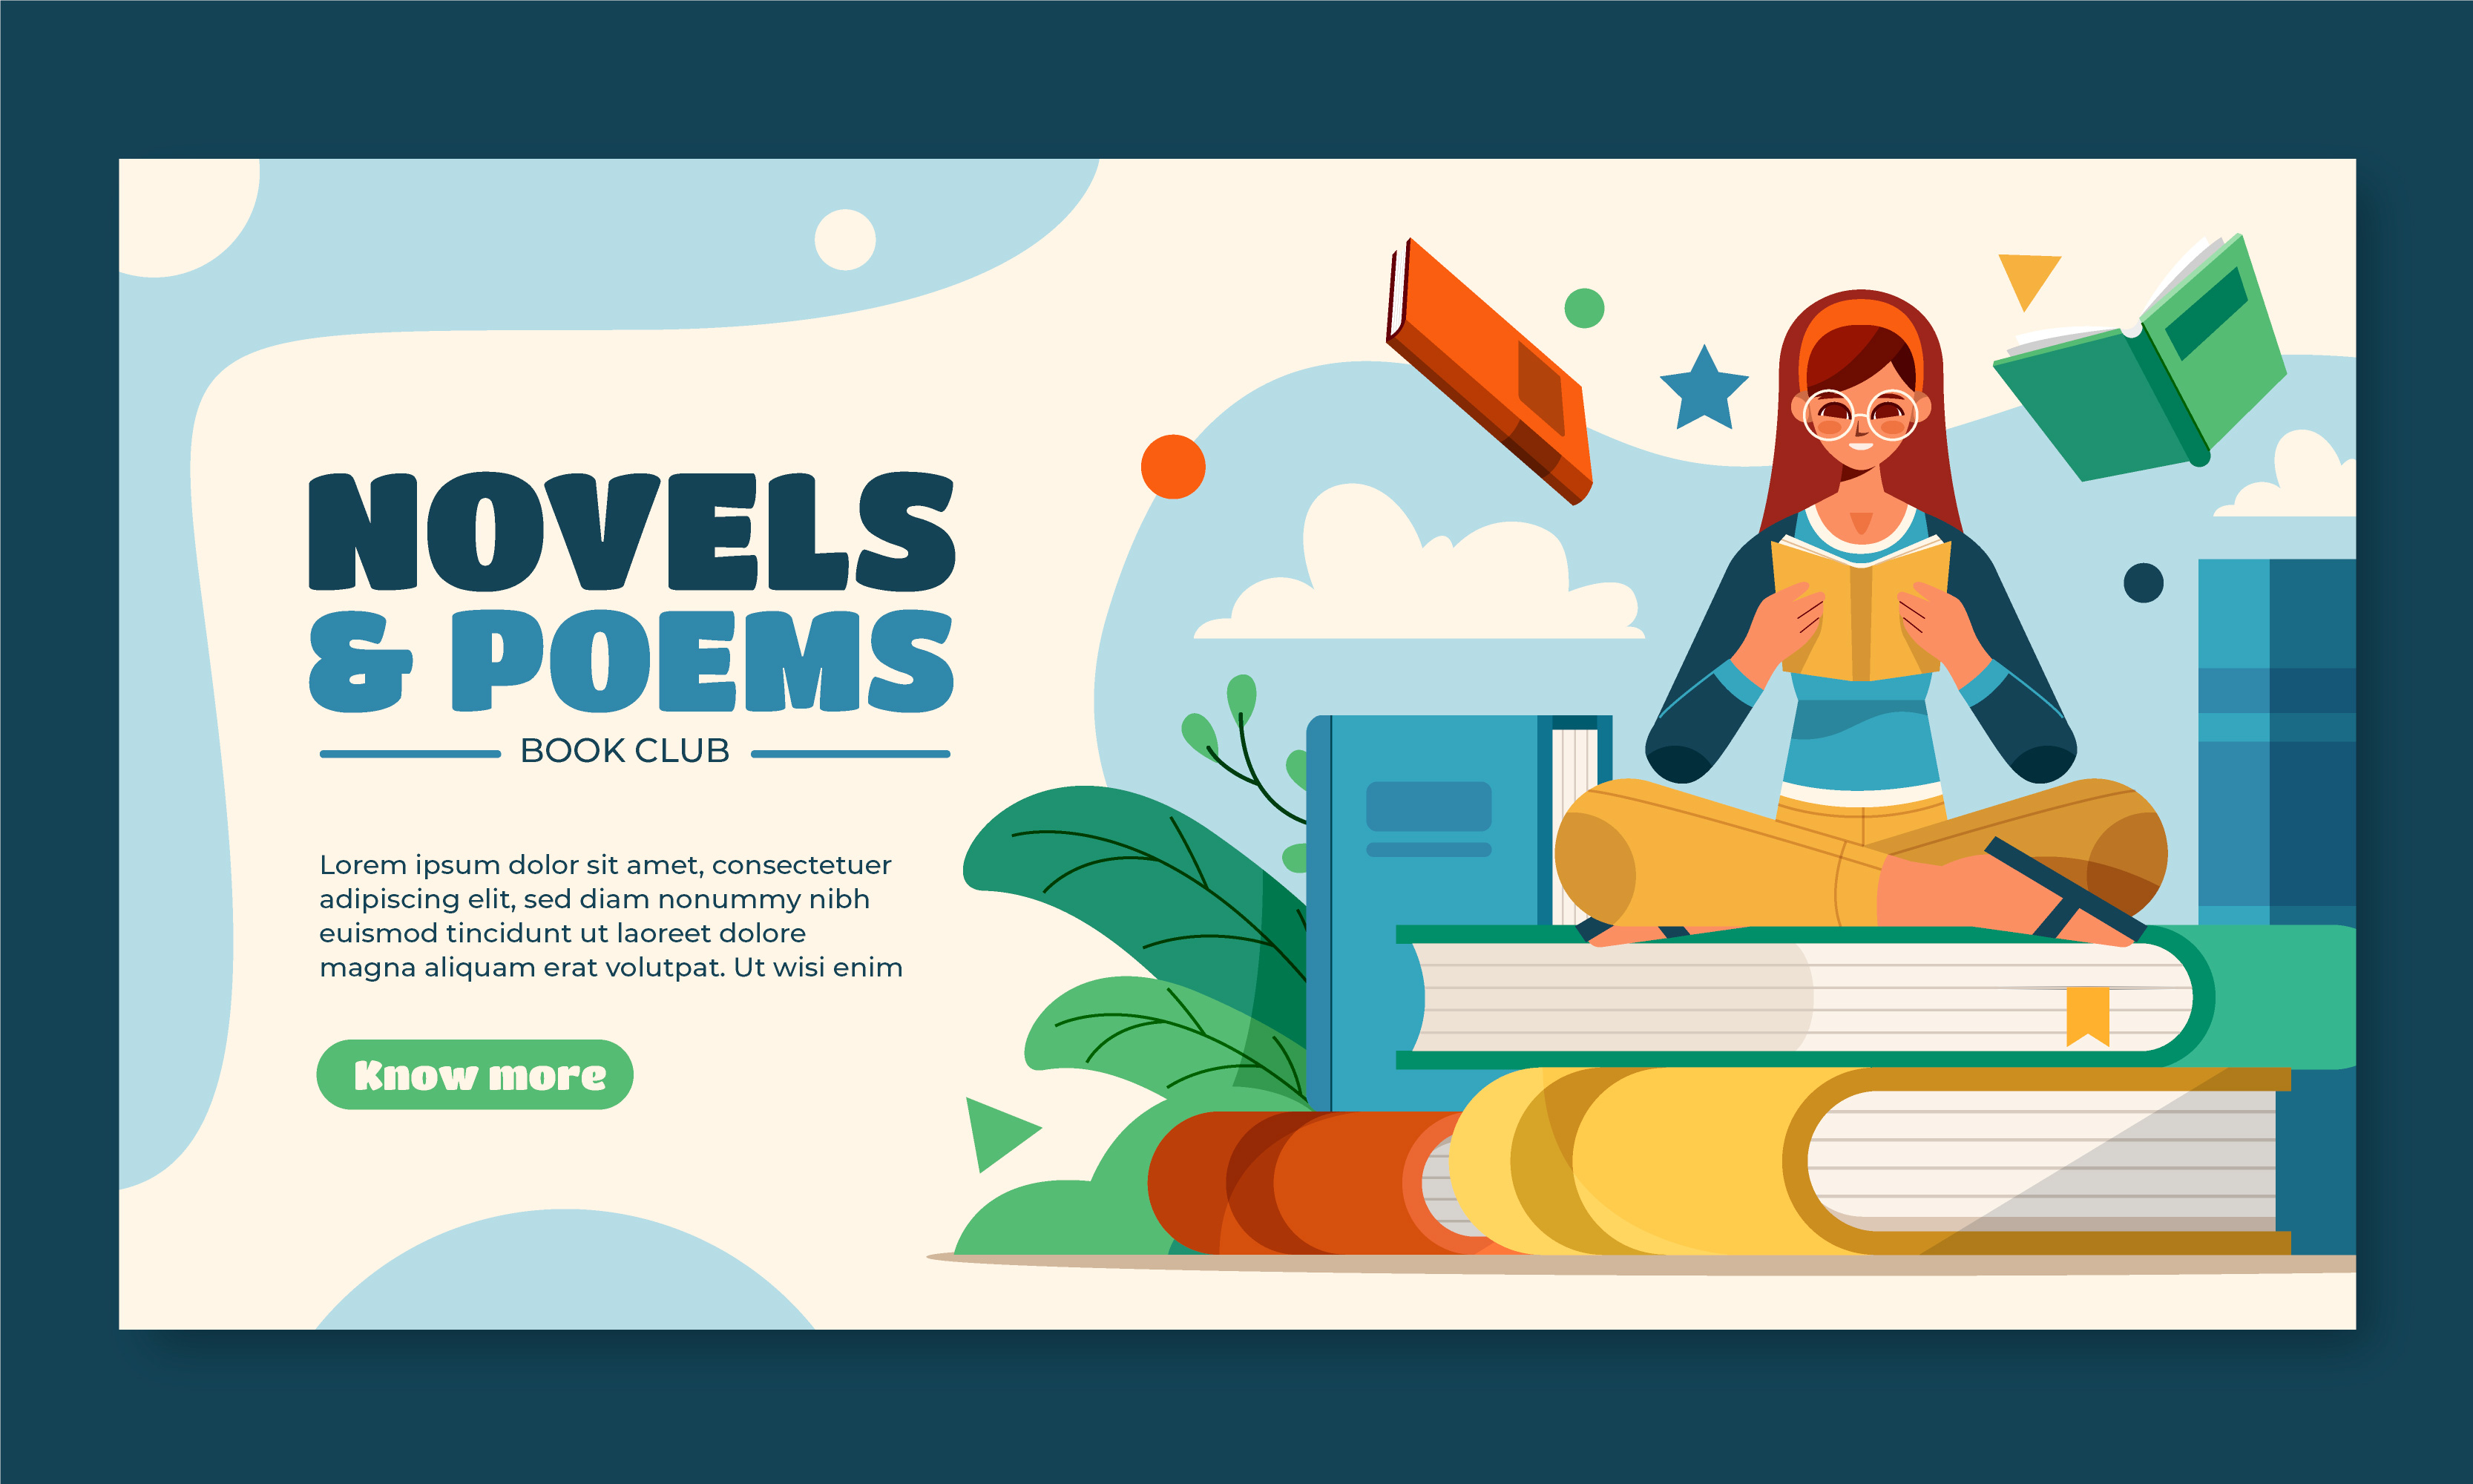 NOVELS
& POEMS
BOOK CLUB
Lorem ipsum dolor sit amet, consectetuer
adipiscing elit, sed diam nonummy nibh
euismod tincidunt ut laoreet dolore
magna aliquam erat volutpat. Ut wisi enim
Know more